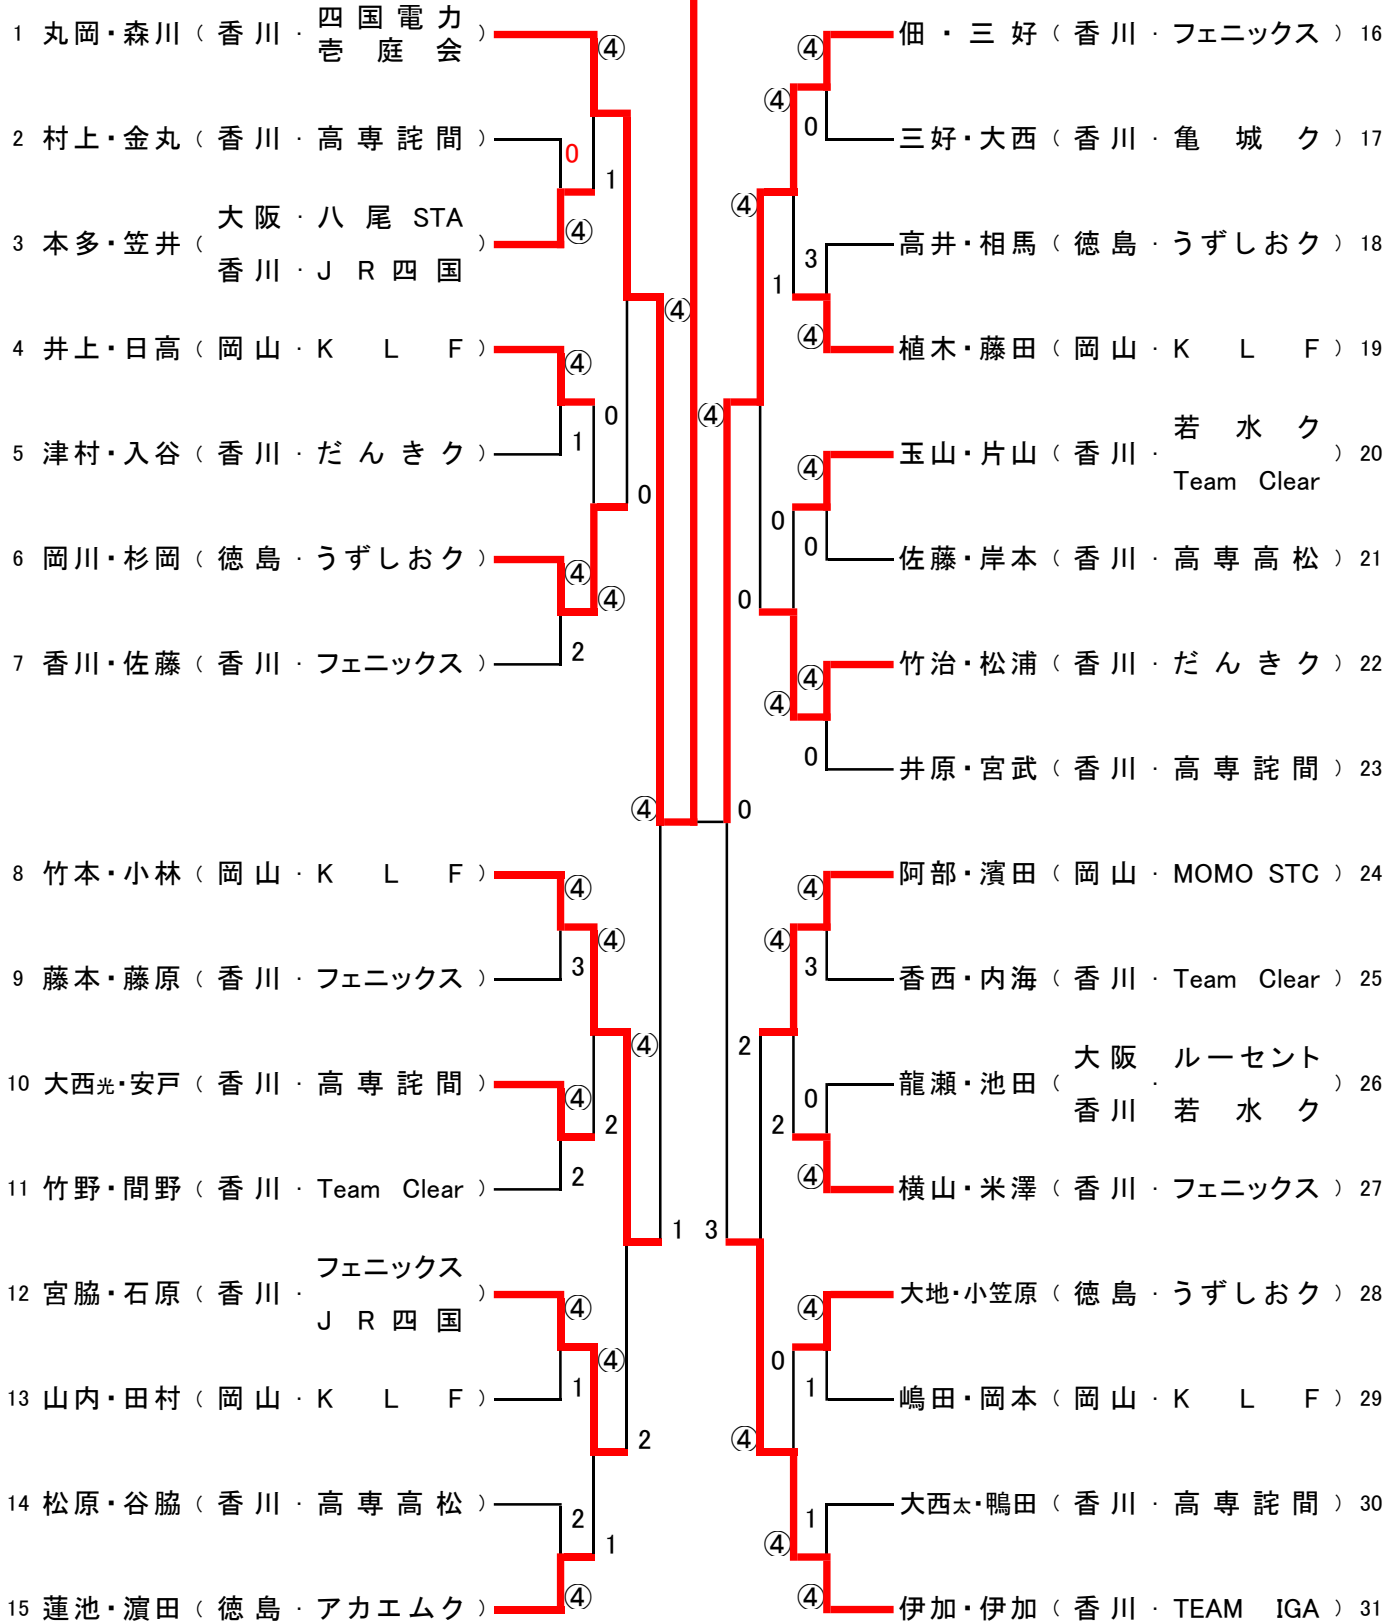 1 丸岡・森川 ( 香川 · 四国電力 )
壱庭会
④
2 村上・金丸 ( 香川 · 高専詫間 )
0
1
3 本多・笠井 ( 大阪 · 八尾 STA )
香川 · JR四国
④
④
4 井上・日高 ( 岡山 · KLF )
④
0
5 津村・入谷 ( 香川 · だんきク )
1
0
6 岡川・杉岡 ( 徳島 · うずしおク )
④
④
7 香川・佐藤 ( 香川 · フェニックス )
2
④
8 竹本・小林 ( 岡山 · KLF )
④
④
9 藤本・藤原 ( 香川 · フェニックス )
3
④
10 大西光・安戸 ( 香川 · 高専詫間 )
④
2
11 竹野・間野 ( 香川 · Team Clear )
2
1
12 宮脇・石原 ( 香川 · フェニックス )
JR四国
④
④
13 山内・田村 ( 岡山 · KLF )
1
2
14 松原・谷脇 ( 香川 · 高専高松 )
2
1
15 蓮池・濵田 ( 徳島 · アカエムク )
④
④
佃・三好 ( 香川 · フェニックス ) 16
④
0
三好・大西 ( 香川 · 亀城ク ) 17
④
3
高井・相馬 ( 徳島 · うずしおク ) 18
1
④
植木・藤田 ( 岡山 · KLF ) 19
④
④
玉山・片山 ( 香川 · 若水ク ) 20
Team Clear
0
0
佐藤・岸本 ( 香川 · 高専高松 ) 21
0
④
竹治・松浦 ( 香川 · だんきク ) 22
④
0
井原・宮武 ( 香川 · 高専詫間 ) 23
0
④
阿部・濱田 ( 岡山 · MOMO STC ) 24
④
3
香西・内海 ( 香川 · Team Clear ) 25
2
0
龍瀬・池田 ( 大阪 · ルーセント ) 26
香川 若水ク
2
④
横山・米澤 ( 香川 · フェニックス ) 27
3
④
大地・小笠原 ( 徳島 · うずしおク ) 28
0
1
嶋田・岡本 ( 岡山 · KLF ) 29
④
1
大西太・鴨田 ( 香川 · 高専詫間 ) 30
④
④
伊加・伊加 ( 香川 · TEAM IGA ) 31